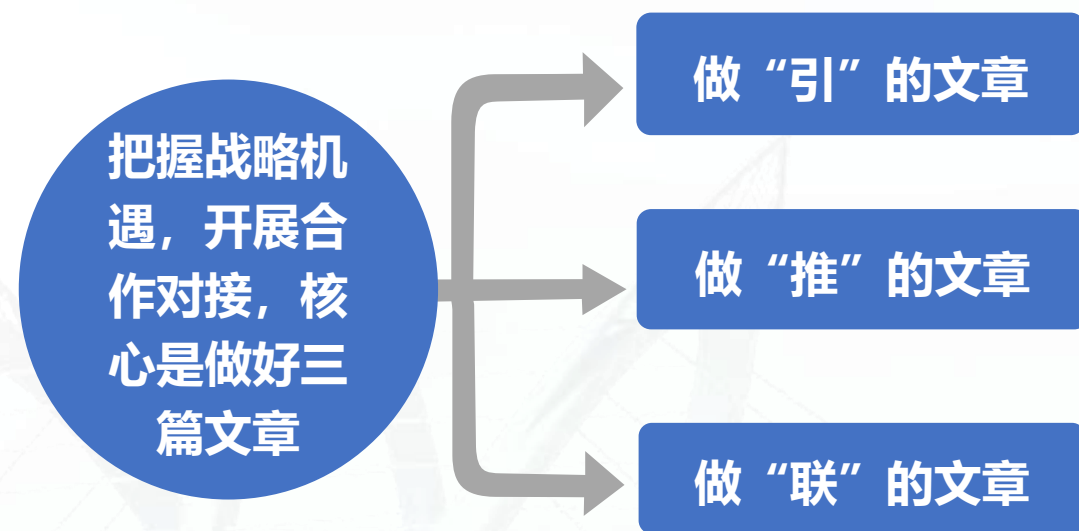 把握战略机
遇，开展合
作对接，核
心是做好三
篇文章
做“引”的文章
做“推”的文章
做“联”的文章